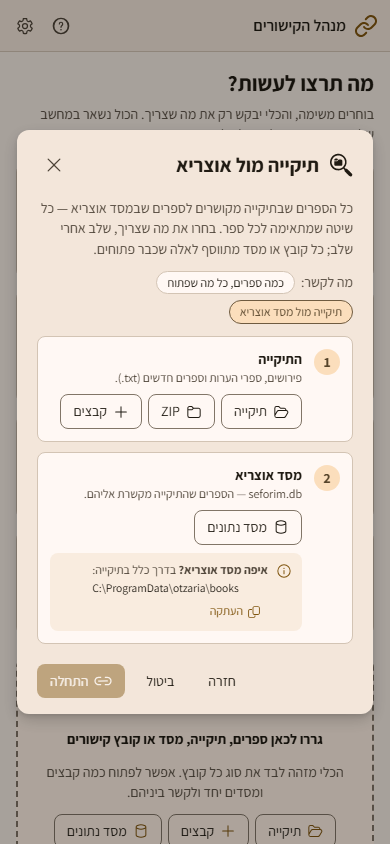 מנהל הקישורים
מה תרצו לעשות?
בוחרים משימה, והכלי יבקש רק את מה שצריך. הכול נשאר במחשב
תיקייה מול אוצריא
כל הספרים שבתיקייה מקושרים לספרים שבמסד אוצריא — כל
שיטה שמתאימה לכל ספר. בחרו את מה שצריך, שלב אחרי
שלב; כל קובץ או מסד מתווסף לאלה שכבר פתוחים.
מה לקשר:
כמה ספרים, כל מה שפתוח
תיקייה מול מסד אוצריא
1
התיקייה
פירושים, ספרי הערות וספרים חדשים (txt.).
תיקייה
ZIP
קבצים
2
מסד אוצריא
seforim.db — הספרים שהתיקייה מקשרת אליהם.
מסד נתונים
איפה מסד אוצריא? בדרך כלל בתיקייה:
C:\ProgramData\otzaria\books
העתקה
חזרה
ביטול
התחלה
גררו לכאן ספרים, תיקייה, מסד או קובץ קישורים
הכלי מזהה לבד את סוג כל קובץ. אפשר לפתוח כמה קבצים
ומסדים יחד ולקשר ביניהם.
תיקייה
קבצים
מסד נתונים